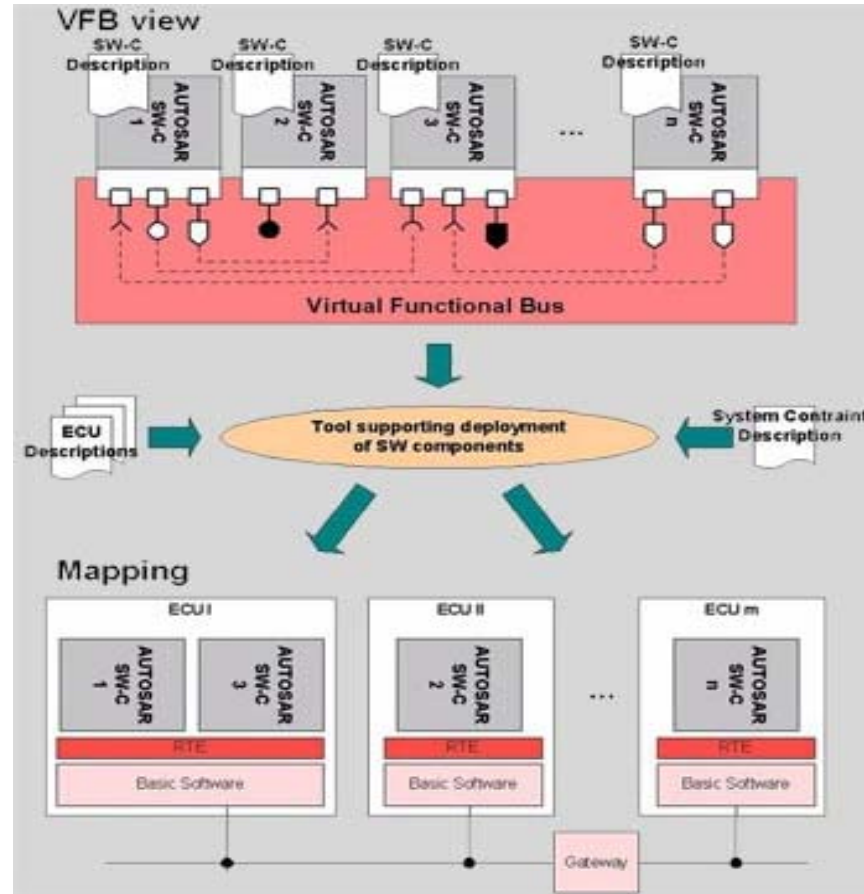 VFB view
SW-C
Description
SW-C
Description
SW-C
Description
SW-C
Description
AUTOSAR
SW-C
1
AUTOSAR
SW-C
2
AUTOSAR
SW-C
3
...
AUTOSAR
SW-C
n
Virtual Functional Bus
ECU
Descriptions
Tool supporting deployment
of SW components
System Contraint
Description
Mapping
ECU I
AUTOSAR
SW-C
1
AUTOSAR
SW-C
3
RTE
Basic Software
ECU II
AUTOSAR
SW-C
2
RTE
Basic Software
...
ECU m
AUTOSAR
SW-C
n
RTE
Basic Software
Gateway